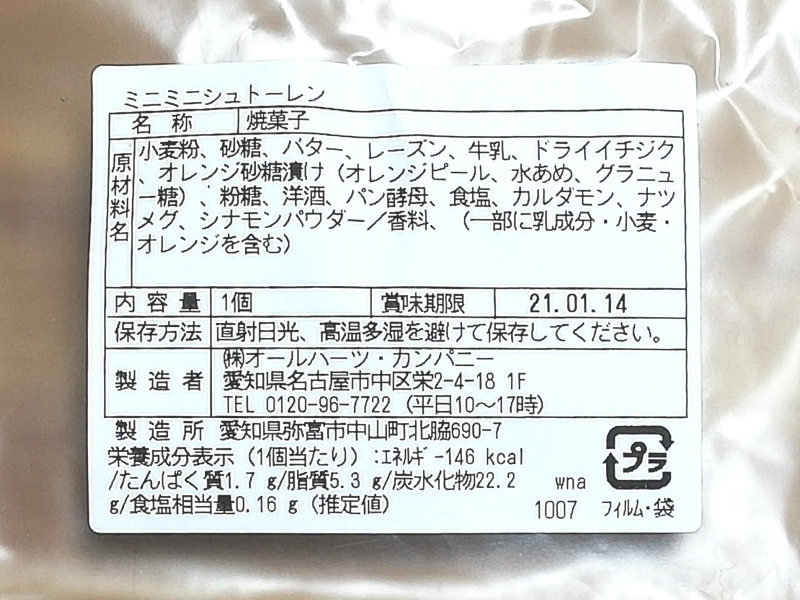 ミニミニシュトーレン
名 称 焼菓子
原材料名 小麦粉、砂糖、バター、レーズン、牛乳、ドライイチジク
、オレンジ砂糖漬け（オレンジピール、水あめ、グラニュ
ー糖）、粉糖、洋酒、パン酵母、食塩、カルダモン、ナツ
メグ、シナモンパウダー／香料、（一部に乳成分・小麦・
オレンジを含む）
内 容 量 1個 賞味期限 21.01.14
保存方法 直射日光、高温多湿を避けて保存してください。
製 造 者 ㈱オールハーツ・カンパニー
愛知県名古屋市中区栄2-4-18 1F
TEL 0120-96-7722（平日10～17時）
製 造 所 愛知県弥富市中山町北脇690-7
栄養成分表示（1個当たり）:ｴﾈﾙｷﾞｰ146 kcal
/たんぱく質1.7 g/脂質5.3 g/炭水化物22.2
g/食塩相当量0.16 g（推定値）
プラ
wna
1007 フィルム・袋